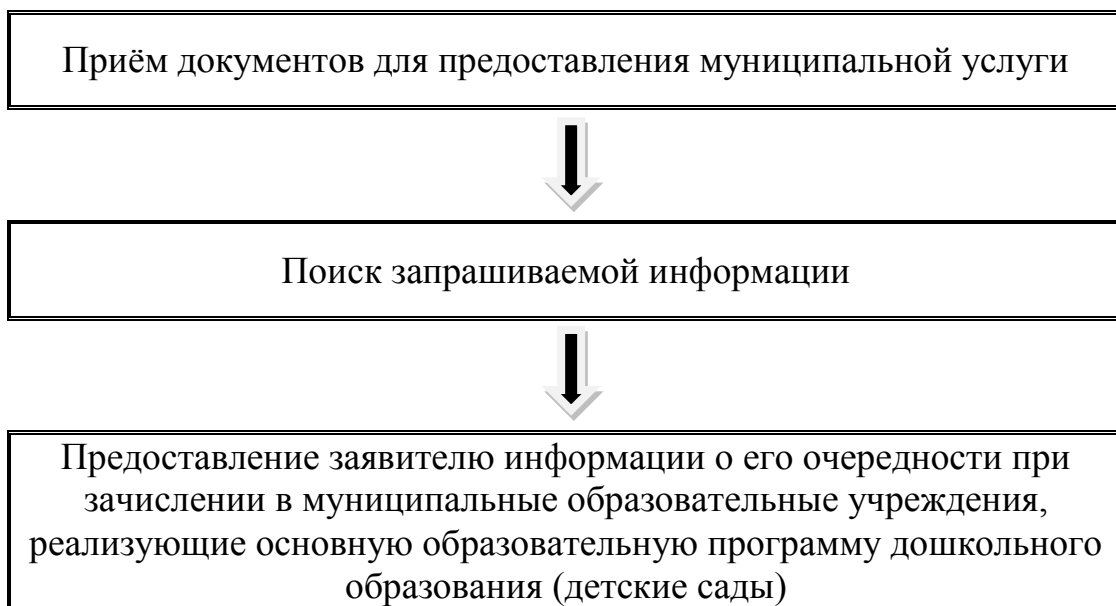 Приём документов для предоставления муниципальной услуги
Поиск запрашиваемой информации
Предоставление заявителю информации о его очередности при
зачислении в муниципальные образовательные учреждения,
реализующие основную образовательную программу дошкольного
образования (детские сады)